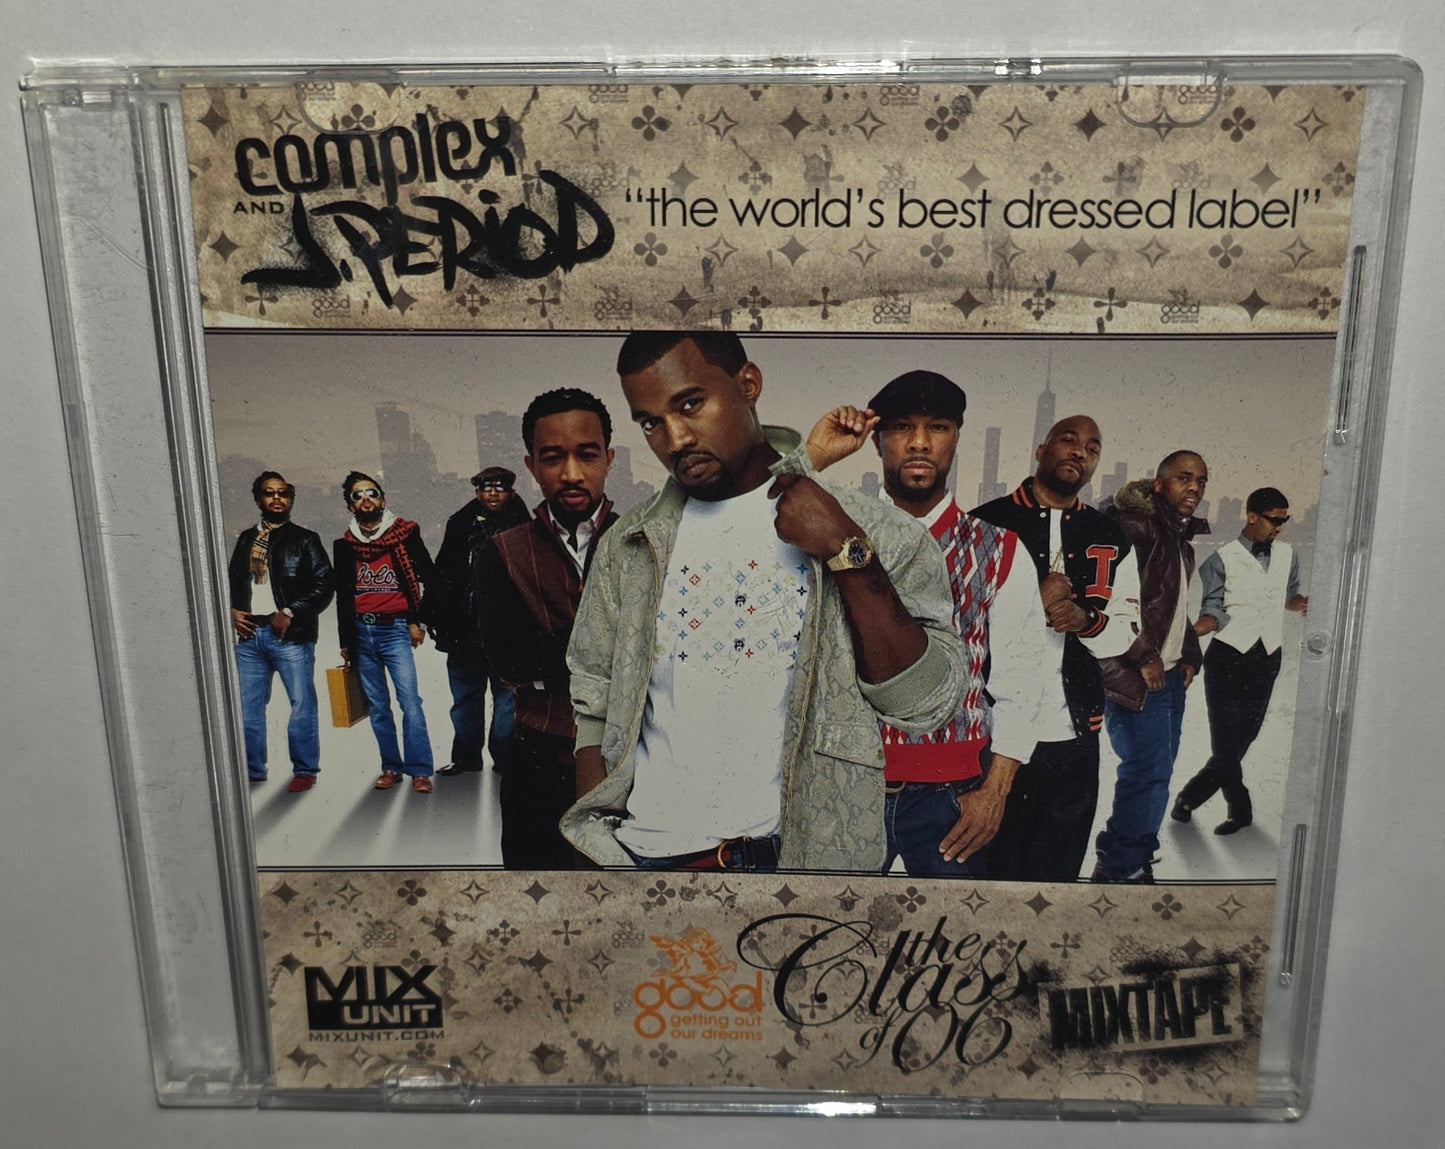 complex
AND
J.PERIOD
"the world's best dressed label"
Polo
I
MIX
UNIT
MIXUNIT.COM
good
getting out
our dreams
the
Class
of 06
MIXTAPE